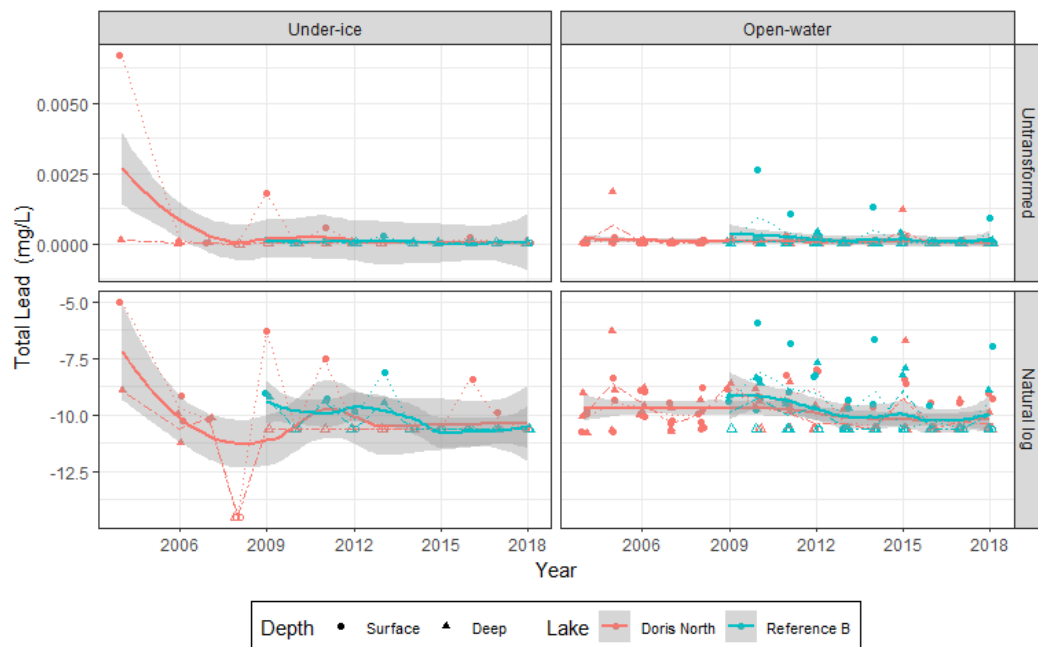 Under-ice
Open-water
0.0050
0.0025
0.0000
Untransformed
Total Lead (mg/L)
-5.0
-7.5
-10.0
-12.5
Natural log
2006 2009 2012 2015 2018
2006 2009 2012 2015 2018
Year
Depth Surface Deep Lake Doris North Reference B